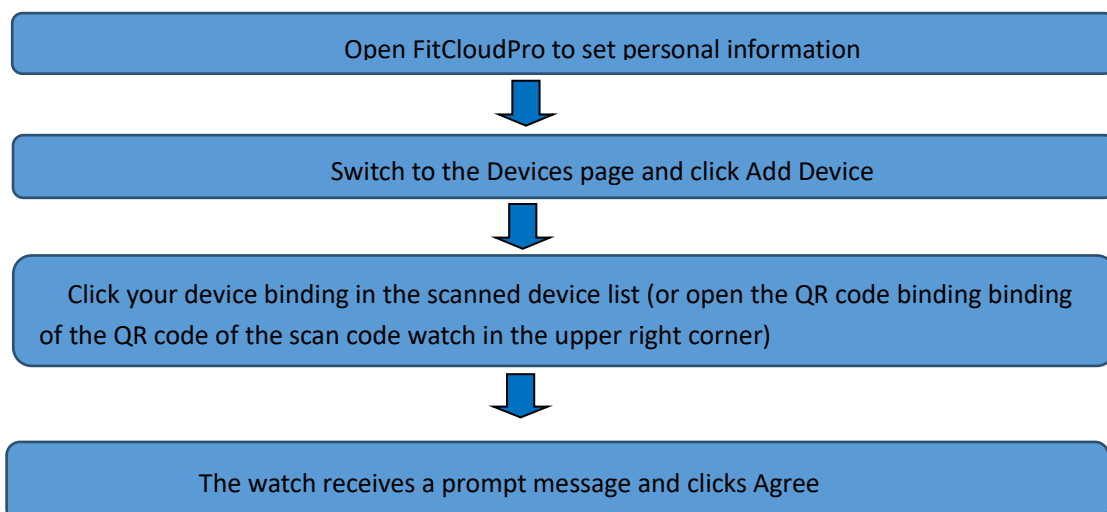 Open FitCloudPro to set personal information
Switch to the Devices page and click Add Device
Click your device binding in the scanned device list (or open the QR code binding binding
of the QR code of the scan code watch in the upper right corner)
The watch receives a prompt message and clicks Agree